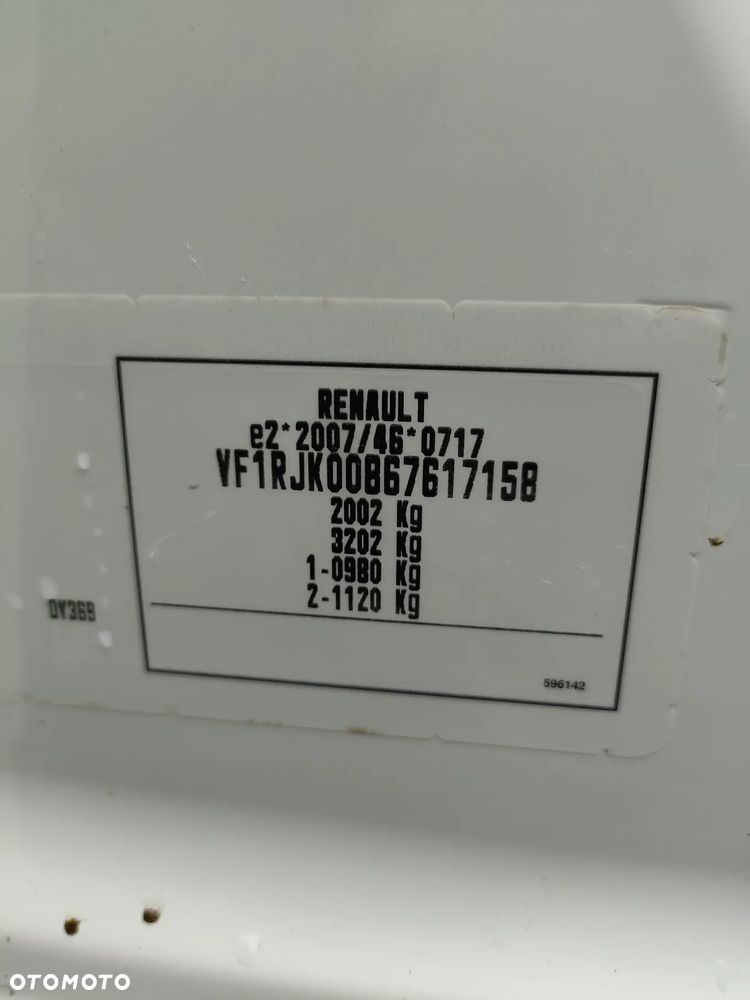 RENAULT
e2*2007/46*0717
VF1RJK00867617158
2002 Kg
3202 Kg
1-0980 Kg
2-1120 Kg
DY369
596142
OTOMOTO